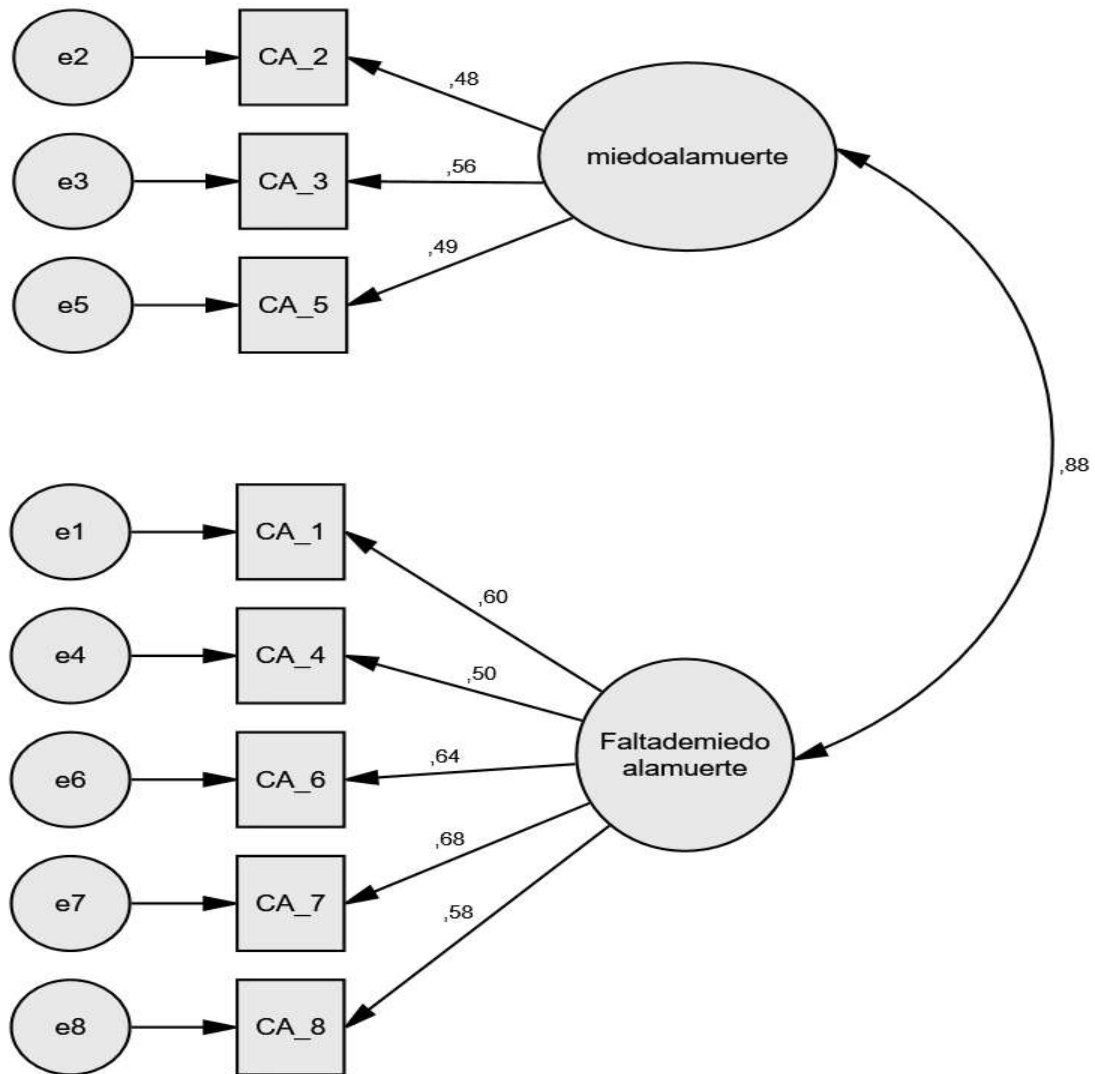 e2
CA_2
,48
miedoalamuerte
e3
CA_3
,56
e5
CA_5
,49
,88
e1
CA_1
,60
e4
CA_4
,50
Faltademiedo
alamuerte
e6
CA_6
,64
e7
CA_7
,68
e8
CA_8
,58